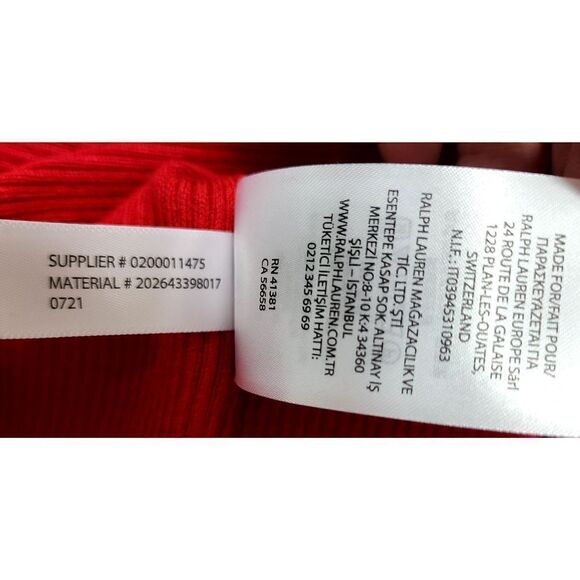 SUPPLIER # 0200011475
MATERIAL # 202643398017
0721
MADE FOR/FAIT POUR/
ΠΑΡΑΣΚΕΥΑΖΕΤΑΙ ΓΙΑ
RALPH LAUREN EUROPE Sárl
24 ROUTE DE LA GALAISE
1228 PLAN-LES-OUATES,
SWITZERLAND
N.I.F.: IT03945510963
RALPH LAUREN MAĞAZACILIK VE
TİC. LTD. ŞTİ
ESENTEPE KASAP SOK. ALTINAY İŞ
MERKEZİ NO:8-10 K:4 34360
ŞİŞLİ – İSTANBUL
WWW.RALPHLAUREN.COM.TR
TÜKETİCİ İLETİŞİM HATTI:
0212 345 69 69
RN 41381
CA 56658